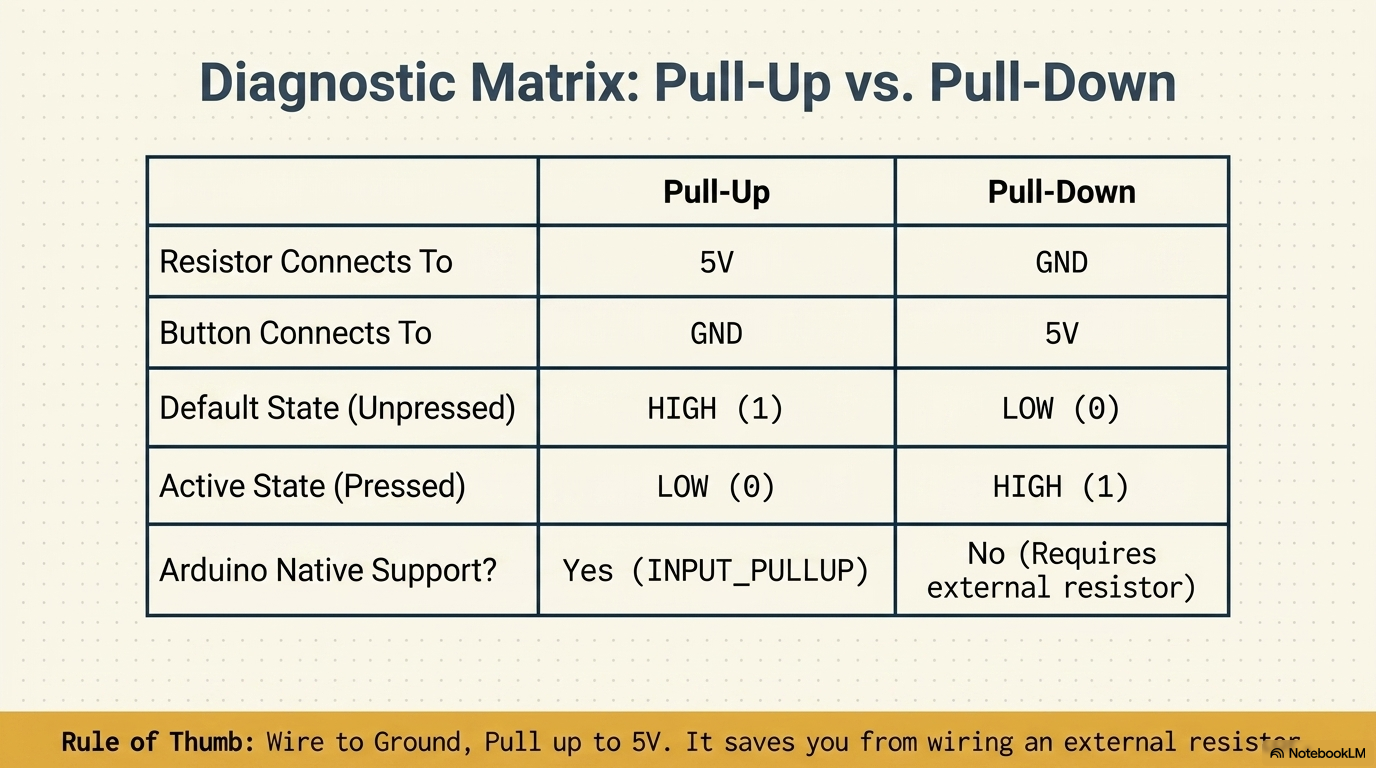 Diagnostic Matrix: Pull-Up vs. Pull-Down
Pull-Up Pull-Down
Resistor Connects To 5V GND
Button Connects To GND 5V
Default State (Unpressed) HIGH (1) LOW (0)
Active State (Pressed) LOW (0) HIGH (1)
Arduino Native Support? Yes (INPUT_PULLUP) No (Requires
external resistor)
Rule of Thumb: Wire to Ground, Pull up to 5V. It saves you from wiring an external resistor.
NotebookLM